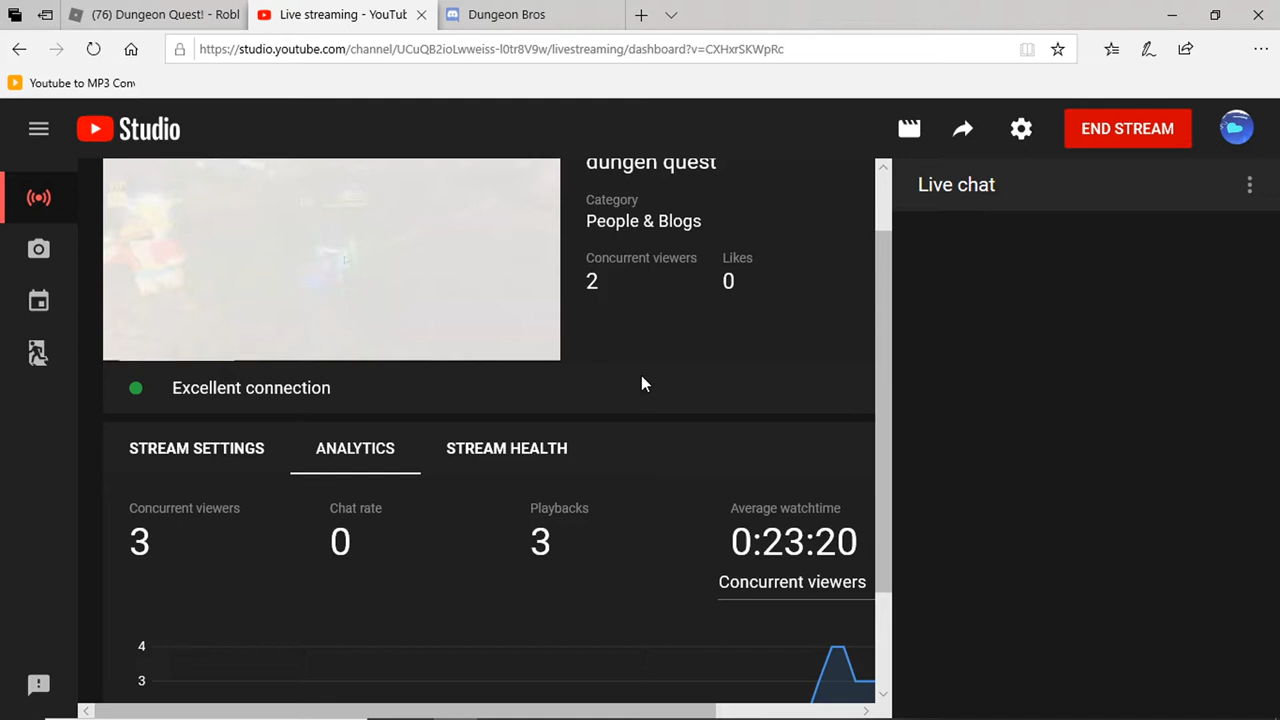 (76) Dungeon Quest! - Robl
Live streaming - YouTub
Dungeon Bros
https://studio.youtube.com/channel/UCuQB2ioLwweiss-l0tr8V9w/livestreaming/dashboard?v=CXHxrSKWpRc
Youtube to MP3 Conv
Studio
END STREAM
dungen quest
Category
People & Blogs
Concurrent viewers
Likes
2
0
Live chat
Excellent connection
STREAM SETTINGS
ANALYTICS
STREAM HEALTH
Concurrent viewers
Chat rate
Playbacks
Average watchtime
3
0
3
0:23:20
Concurrent viewers
4
3